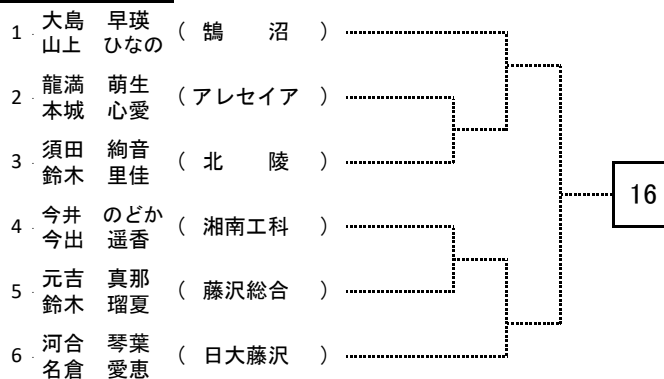 1 大島 早瑛 ( 鵠 沼 )
山上 ひなの
2 龍満 萌生 ( アレセイア )
本城 心愛
3 須田 絢音 ( 北 陵 )
鈴木 里佳
4 今井 のどか ( 湘南工科 )
今出 遥香
5 元吉 真那 ( 藤沢総合 )
鈴木 瑠夏
6 河合 琴葉 ( 日大藤沢 )
名倉 愛恵
16